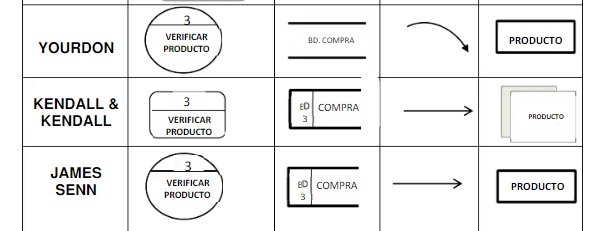 YOURDON
3
VERIFICAR
PRODUCTO
BD. COMPRA
PRODUCTO
KENDALL &
KENDALL
3
VERIFICAR
PRODUCTO
BD
3
COMPRA
PRODUCTO
JAMES
SENN
3
VERIFICAR
PRODUCTO
BD
3
COMPRA
PRODUCTO